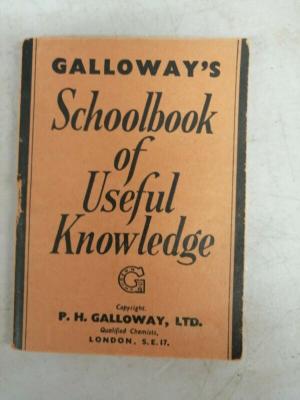 GALLOWAY'S
Schoolbook
of
Useful
Knowledge
G
Copyright.
P. H. GALLOWAY, LTD.
Qualified Chemists,
LONDON, S.E.17.